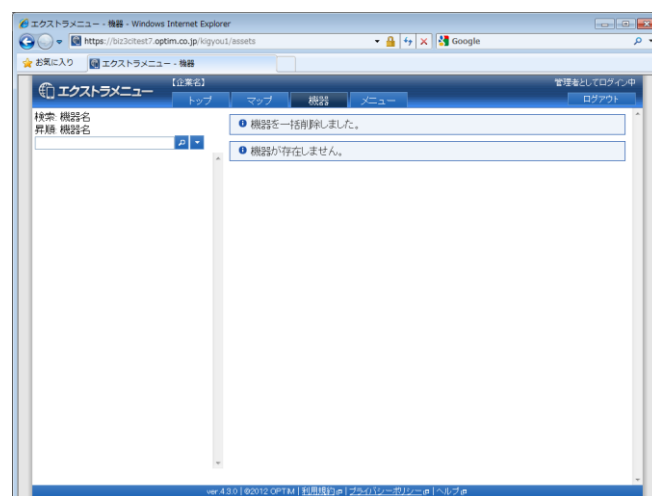 エクストラメニュー - 機器 - Windows Internet Explorer
https://biz3citest7.optim.co.jp/kigyou1/assets
Google
お気に入り
エクストラメニュー - 機器
エクストラメニュー
【企業名】
管理者としてログイン中
トップ
マップ
機器
メニュー
ログアウト
検索: 機器名
昇順: 機器名
機器を一括削除しました。
機器が存在しません。
ver.4.3.0 | ©2012 OPTiM | 利用規約 | プライバシーポリシー | ヘルプ